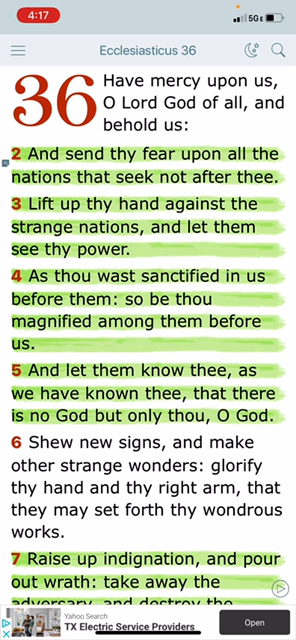 4:17
5GE
Ecclesiasticus 36
36 Have mercy upon us,
O Lord God of all, and
behold us:
2 And send thy fear upon all the
nations that seek not after thee.
3 Lift up thy hand against the
strange nations, and let them
see thy power.
4 As thou wast sanctified in us
before them: so be thou
magnified among them before
us.
5 And let them know thee, as
we have known thee, that there
is no God but only thou, O God.
6 Shew new signs, and make
other strange wonders: glorify
thy hand and thy right arm, that
they may set forth thy wondrous
works.
7 Raise up indignation, and pour
out wrath: take away the
adversary, and destroy the
Yahoo Search
TX Electric Service Providers
Open